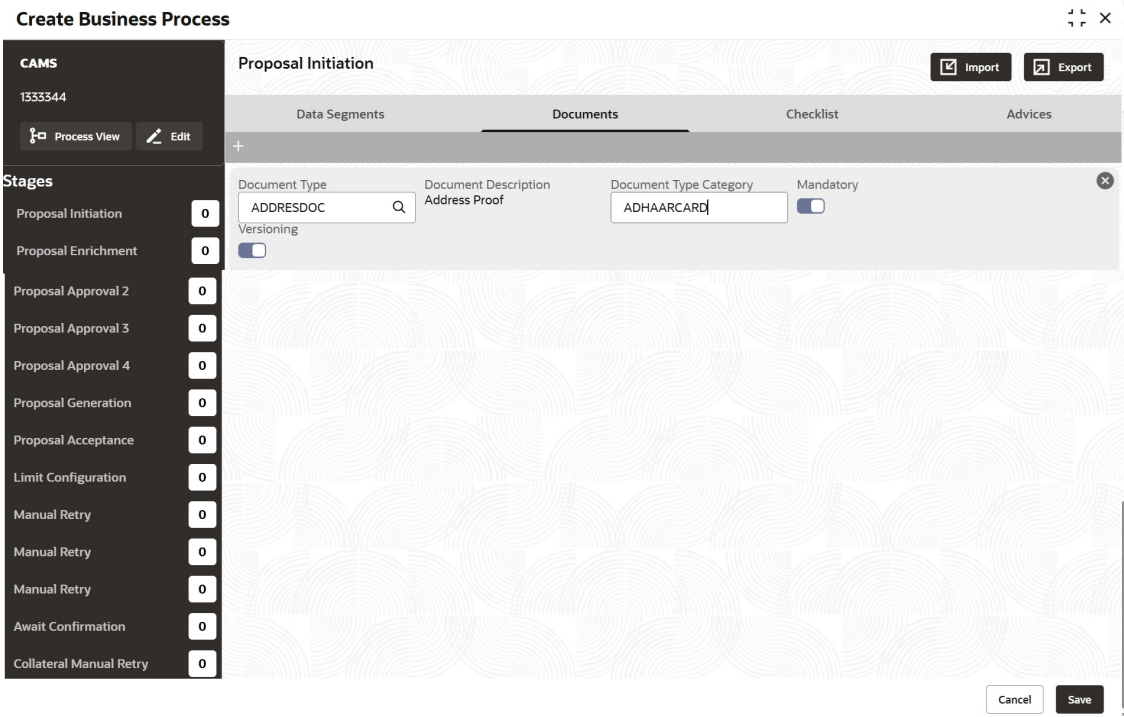 Create Business Process
CAMS
1333344
Process View
Edit
Proposal Initiation
Import
Export
Data Segments
Documents
Checklist
Advices
+
Stages
Proposal Initiation 0
Proposal Enrichment 0
Proposal Approval 2 0
Proposal Approval 3 0
Proposal Approval 4 0
Proposal Generation 0
Proposal Acceptance 0
Limit Configuration 0
Manual Retry 0
Manual Retry 0
Manual Retry 0
Await Confirmation 0
Collateral Manual Retry 0
Document Type
ADDRESDOC
Document Description
Address Proof
Document Type Category
ADHAARCARD
Mandatory
Versioning
Cancel
Save